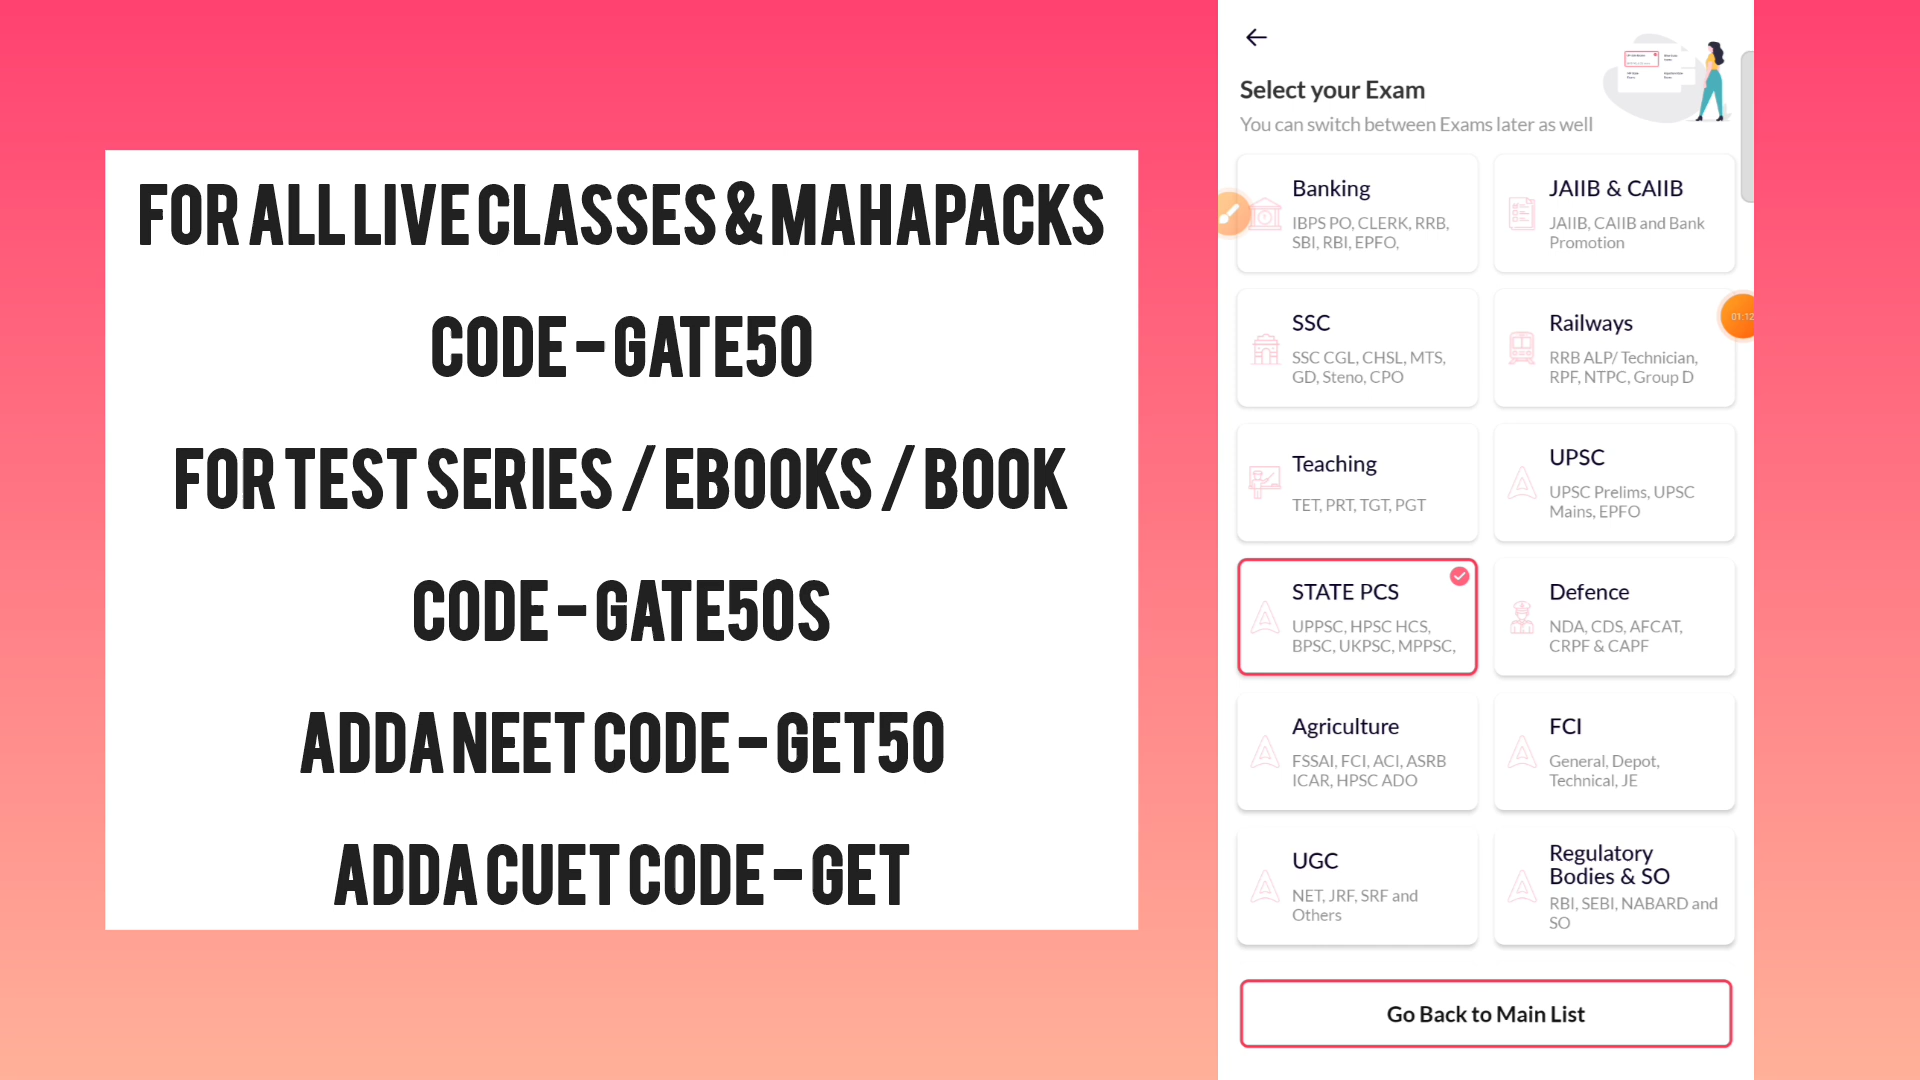 FOR ALL LIVE CLASSES & MAHAPACKS
CODE - GATE50
FOR TEST SERIES / EBOOKS / BOOK
CODE - GATE50S
ADDA NEET CODE - GET50
ADDA CUET CODE - GET
Select your Exam
You can switch between Exams later as well
Banking
IBPS PO, CLERK, RRB,
SBI, RBI, EPFO,
JAIIB & CAIIB
JAIIB, CAIIB and Bank
Promotion
SSC
SSC CGL, CHSL, MTS,
GD, Steno, CPO
Railways
RRB ALP/ Technician,
RPF, NTPC, Group D
01:12
Teaching
TET, PRT, TGT, PGT
UPSC
UPSC Prelims, UPSC
Mains, EPFO
STATE PCS
UPPSC, HPSC HCS,
BPSC, UKPSC, MPPSC,
Defence
NDA, CDS, AFCAT,
CRPF & CAPF
Agriculture
FSSAI, FCI, ACI, ASRB
ICAR, HPSC ADO
FCI
General, Depot,
Technical, JE
UGC
NET, JRF, SRF and
Others
Regulatory
Bodies & SO
RBI, SEBI, NABARD and
SO
Go Back to Main List